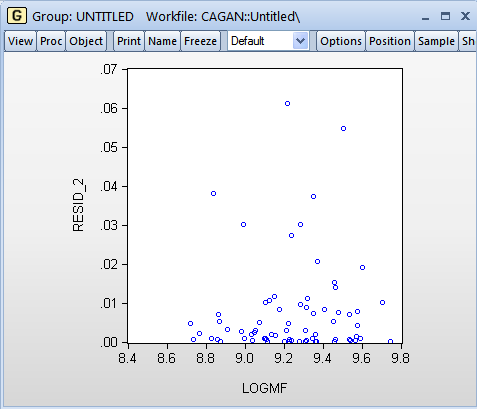 G Group: UNTITLED Workfile: CAGAN::Untitled\
View Proc Object Print Name Freeze Default Options Position Sample Sh
.07
.06
.05
.04
.03
.02
.01
.00
RESID_2
8.4 8.6 8.8 9.0 9.2 9.4 9.6 9.8
LOGMF